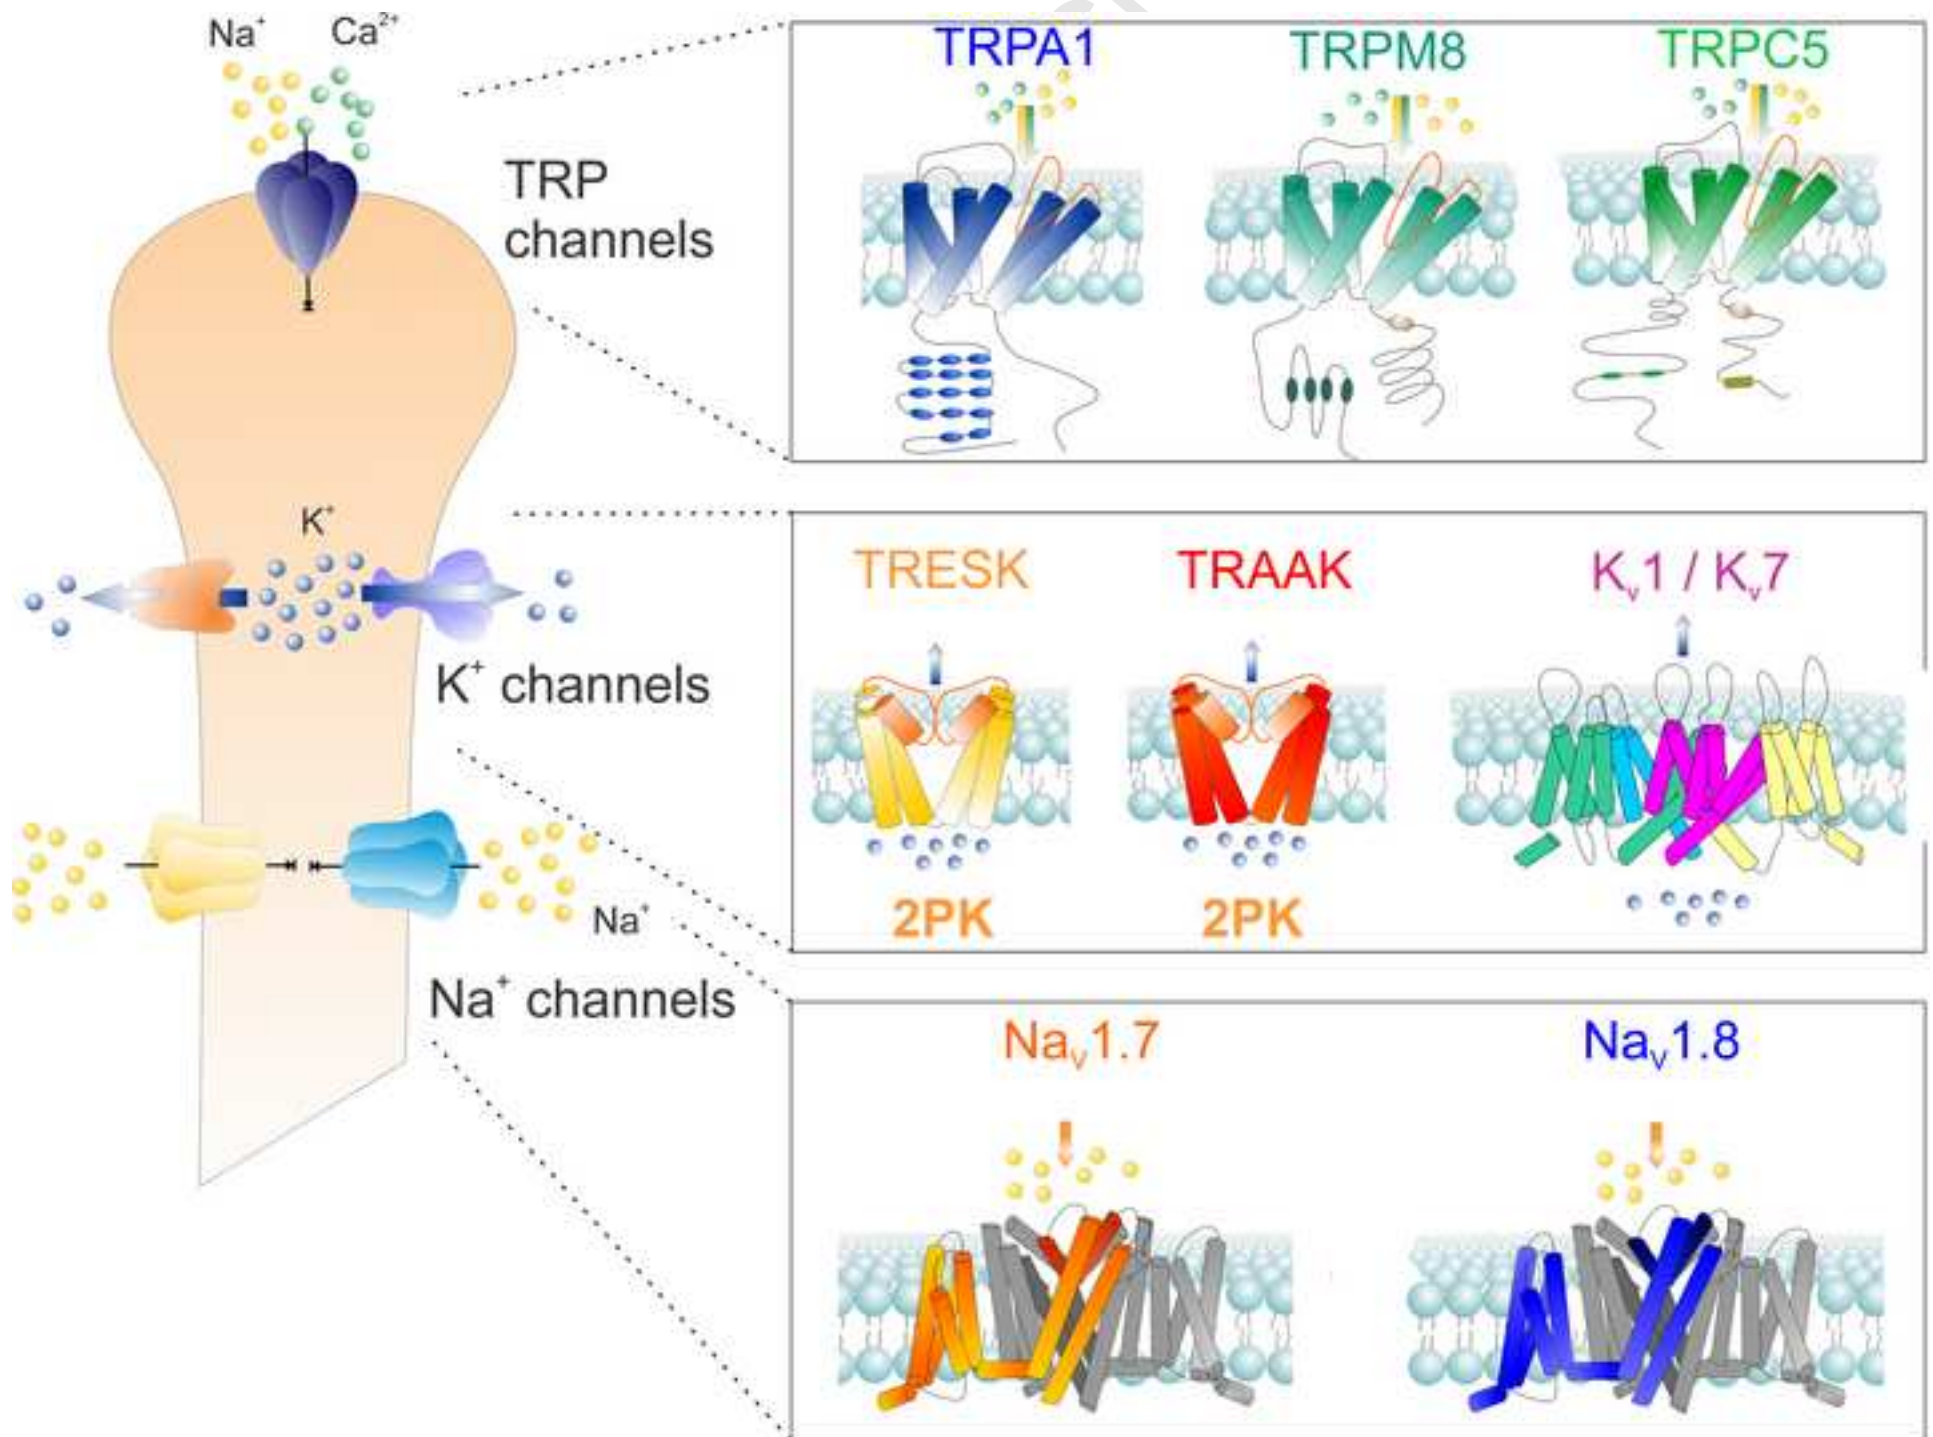 Na⁺ Ca²⁺
TRP
channels
TRPA1 TRPM8 TRPC5
K⁺
K⁺ channels
TRESK TRAAK Kᵥ1 / Kᵥ7
2PK 2PK
Na⁺
Na⁺ channels
Naᵥ1.7 Naᵥ1.8